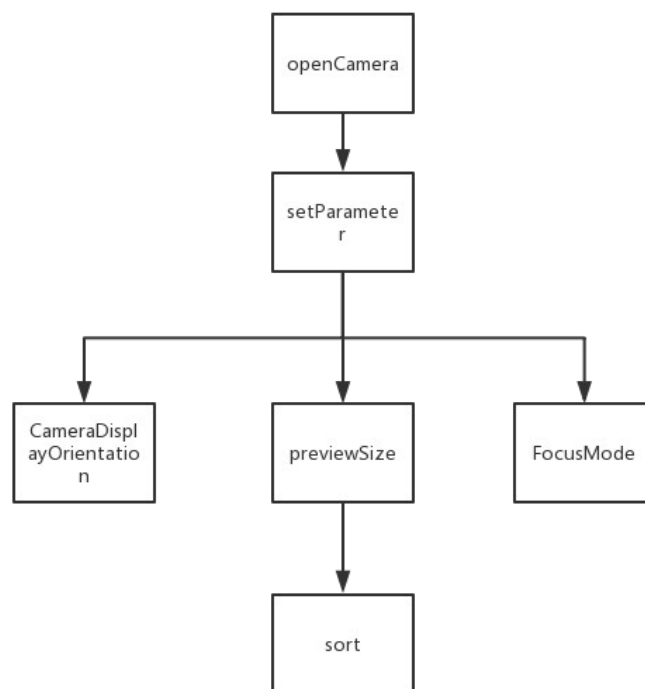 openCamera
setParamete
r
CameraDispl
ayOrientatio
n
previewSize
FocusMode
sort